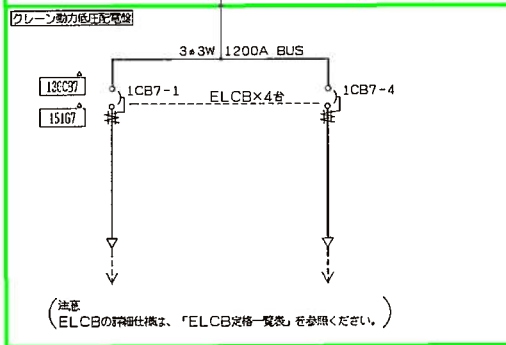 クレーン動力低圧配電盤
3φ3W 1200A BUS
1CB7-1
ELCB×4台
1CB7-4
151G7
(注意
ELCBの詳細仕様は、「ELCB定格一覧表」を参照ください。)